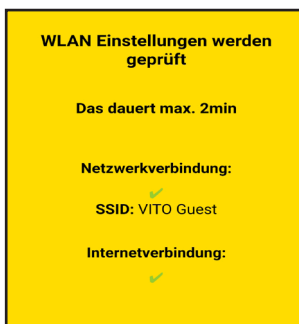 WLAN Einstellungen werden
geprüft
Das dauert max. 2min
Netzwerkverbindung:
✔
SSID: VITO Guest
Internetverbindung:
✔